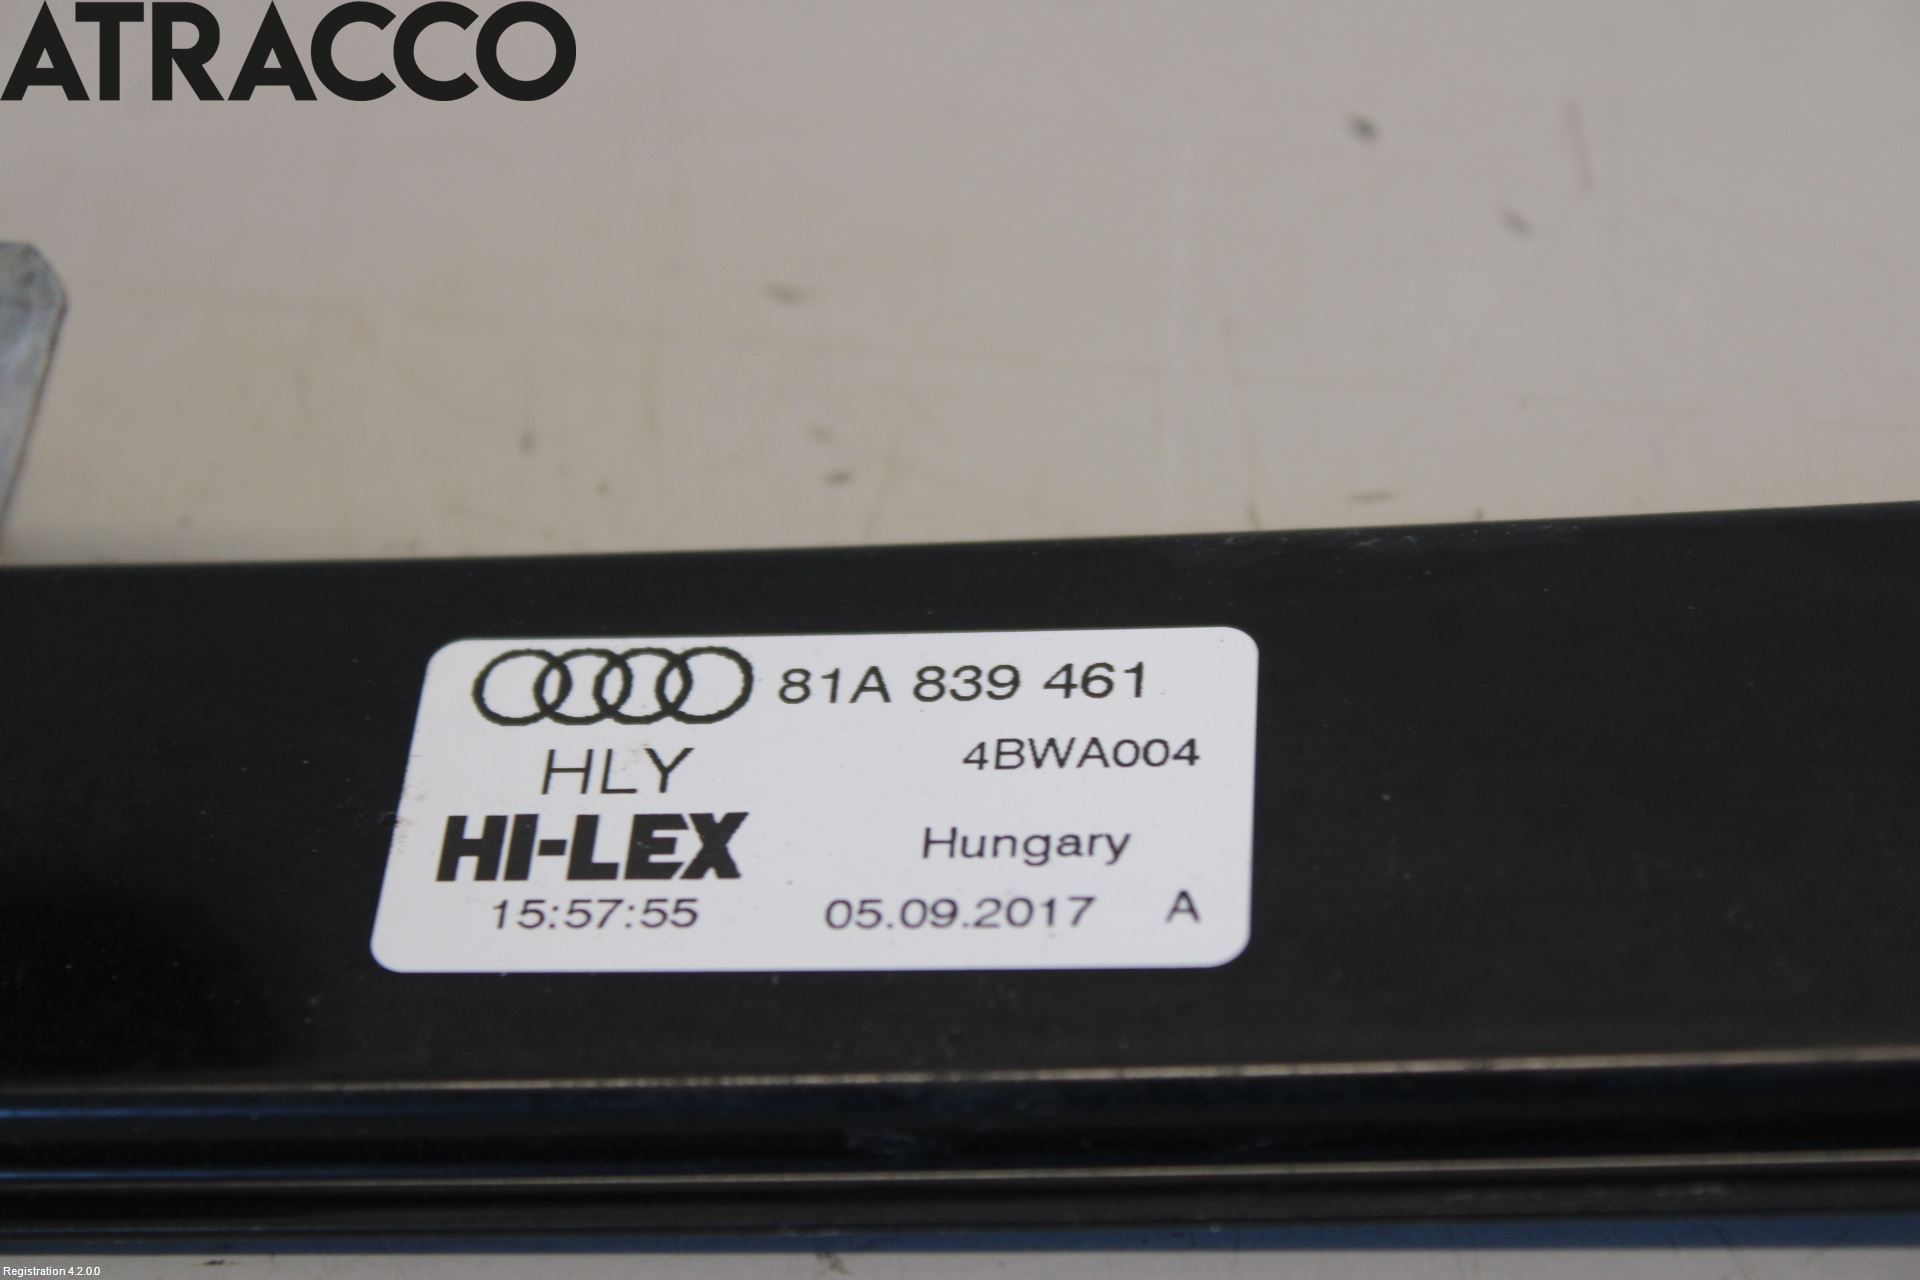 ATRACCO
81A 839 461
HLY
4BWA004
HI-LEX
Hungary
15:57:55
05.09.2017 A
Registration 4.2.0.0